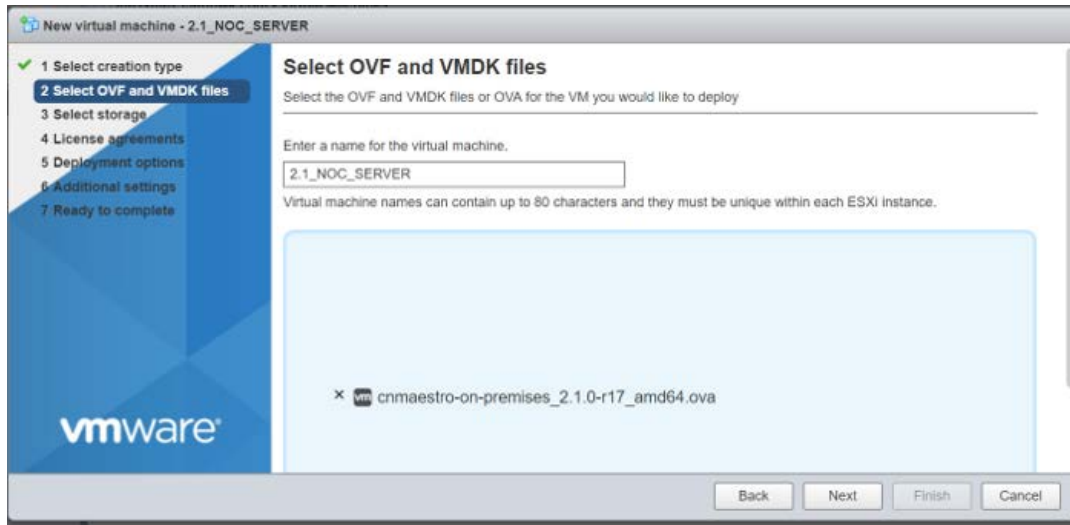 New virtual machine - 2.1_NOC_SERVER
1 Select creation type
2 Select OVF and VMDK files
3 Select storage
4 License agreements
5 Deployment options
6 Additional settings
7 Ready to complete
vmware®
Select OVF and VMDK files
Select the OVF and VMDK files or OVA for the VM you would like to deploy
Enter a name for the virtual machine.
2.1_NOC_SERVER
Virtual machine names can contain up to 80 characters and they must be unique within each ESXi instance.
× vm cnmaestro-on-premises_2.1.0-r17_amd64.ova
Back Next Finish Cancel